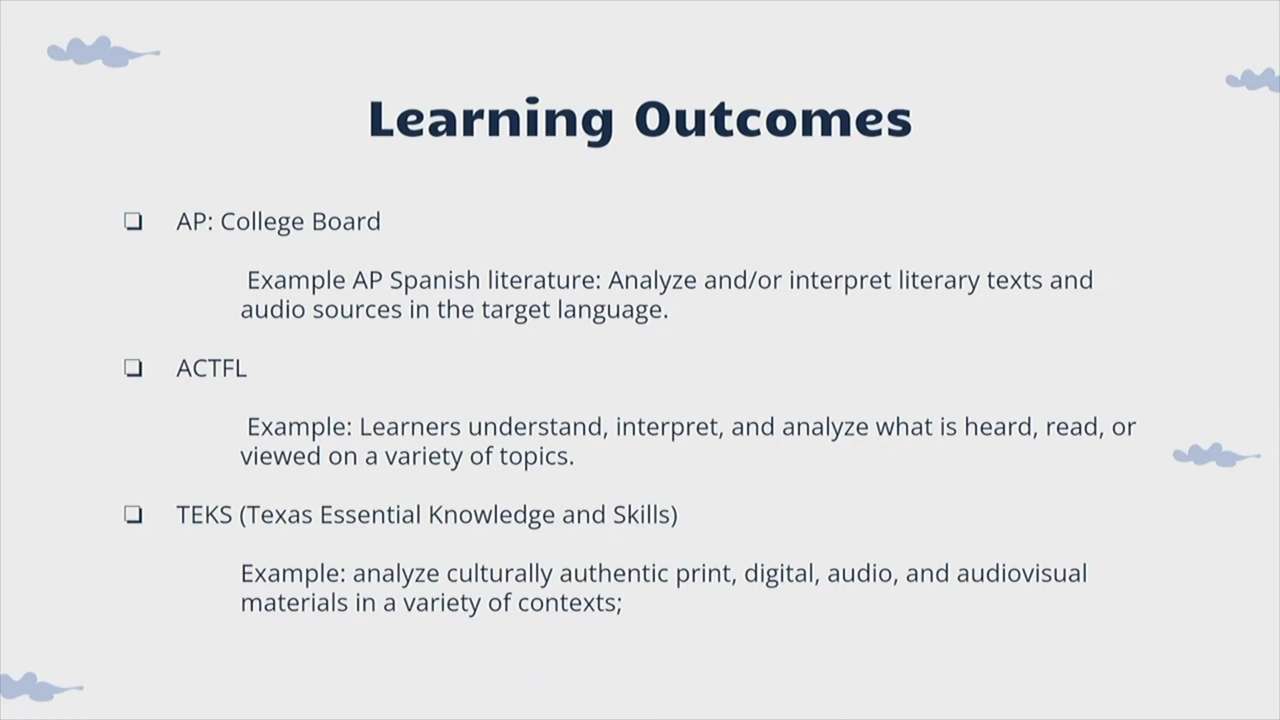 Learning Outcomes
❏ AP: College Board
Example AP Spanish literature: Analyze and/or interpret literary texts and
audio sources in the target language.
❏ ACTFL
Example: Learners understand, interpret, and analyze what is heard, read, or
viewed on a variety of topics.
❏ TEKS (Texas Essential Knowledge and Skills)
Example: analyze culturally authentic print, digital, audio, and audiovisual
materials in a variety of contexts;